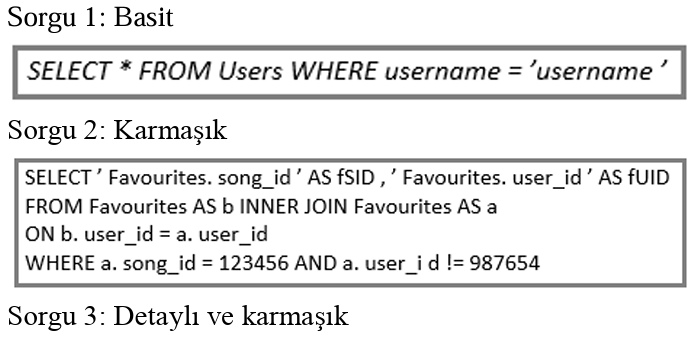 Sorgu 1: Basit
SELECT * FROM Users WHERE username = ’username ’
Sorgu 2: Karmaşık
SELECT ’ Favourites. song_id ’ AS fSID , ’ Favourites. user_id ’ AS fUID
FROM Favourites AS b INNER JOIN Favourites AS a
ON b. user_id = a. user_id
WHERE a. song_id = 123456 AND a. user_i d != 987654
Sorgu 3: Detaylı ve karmaşık